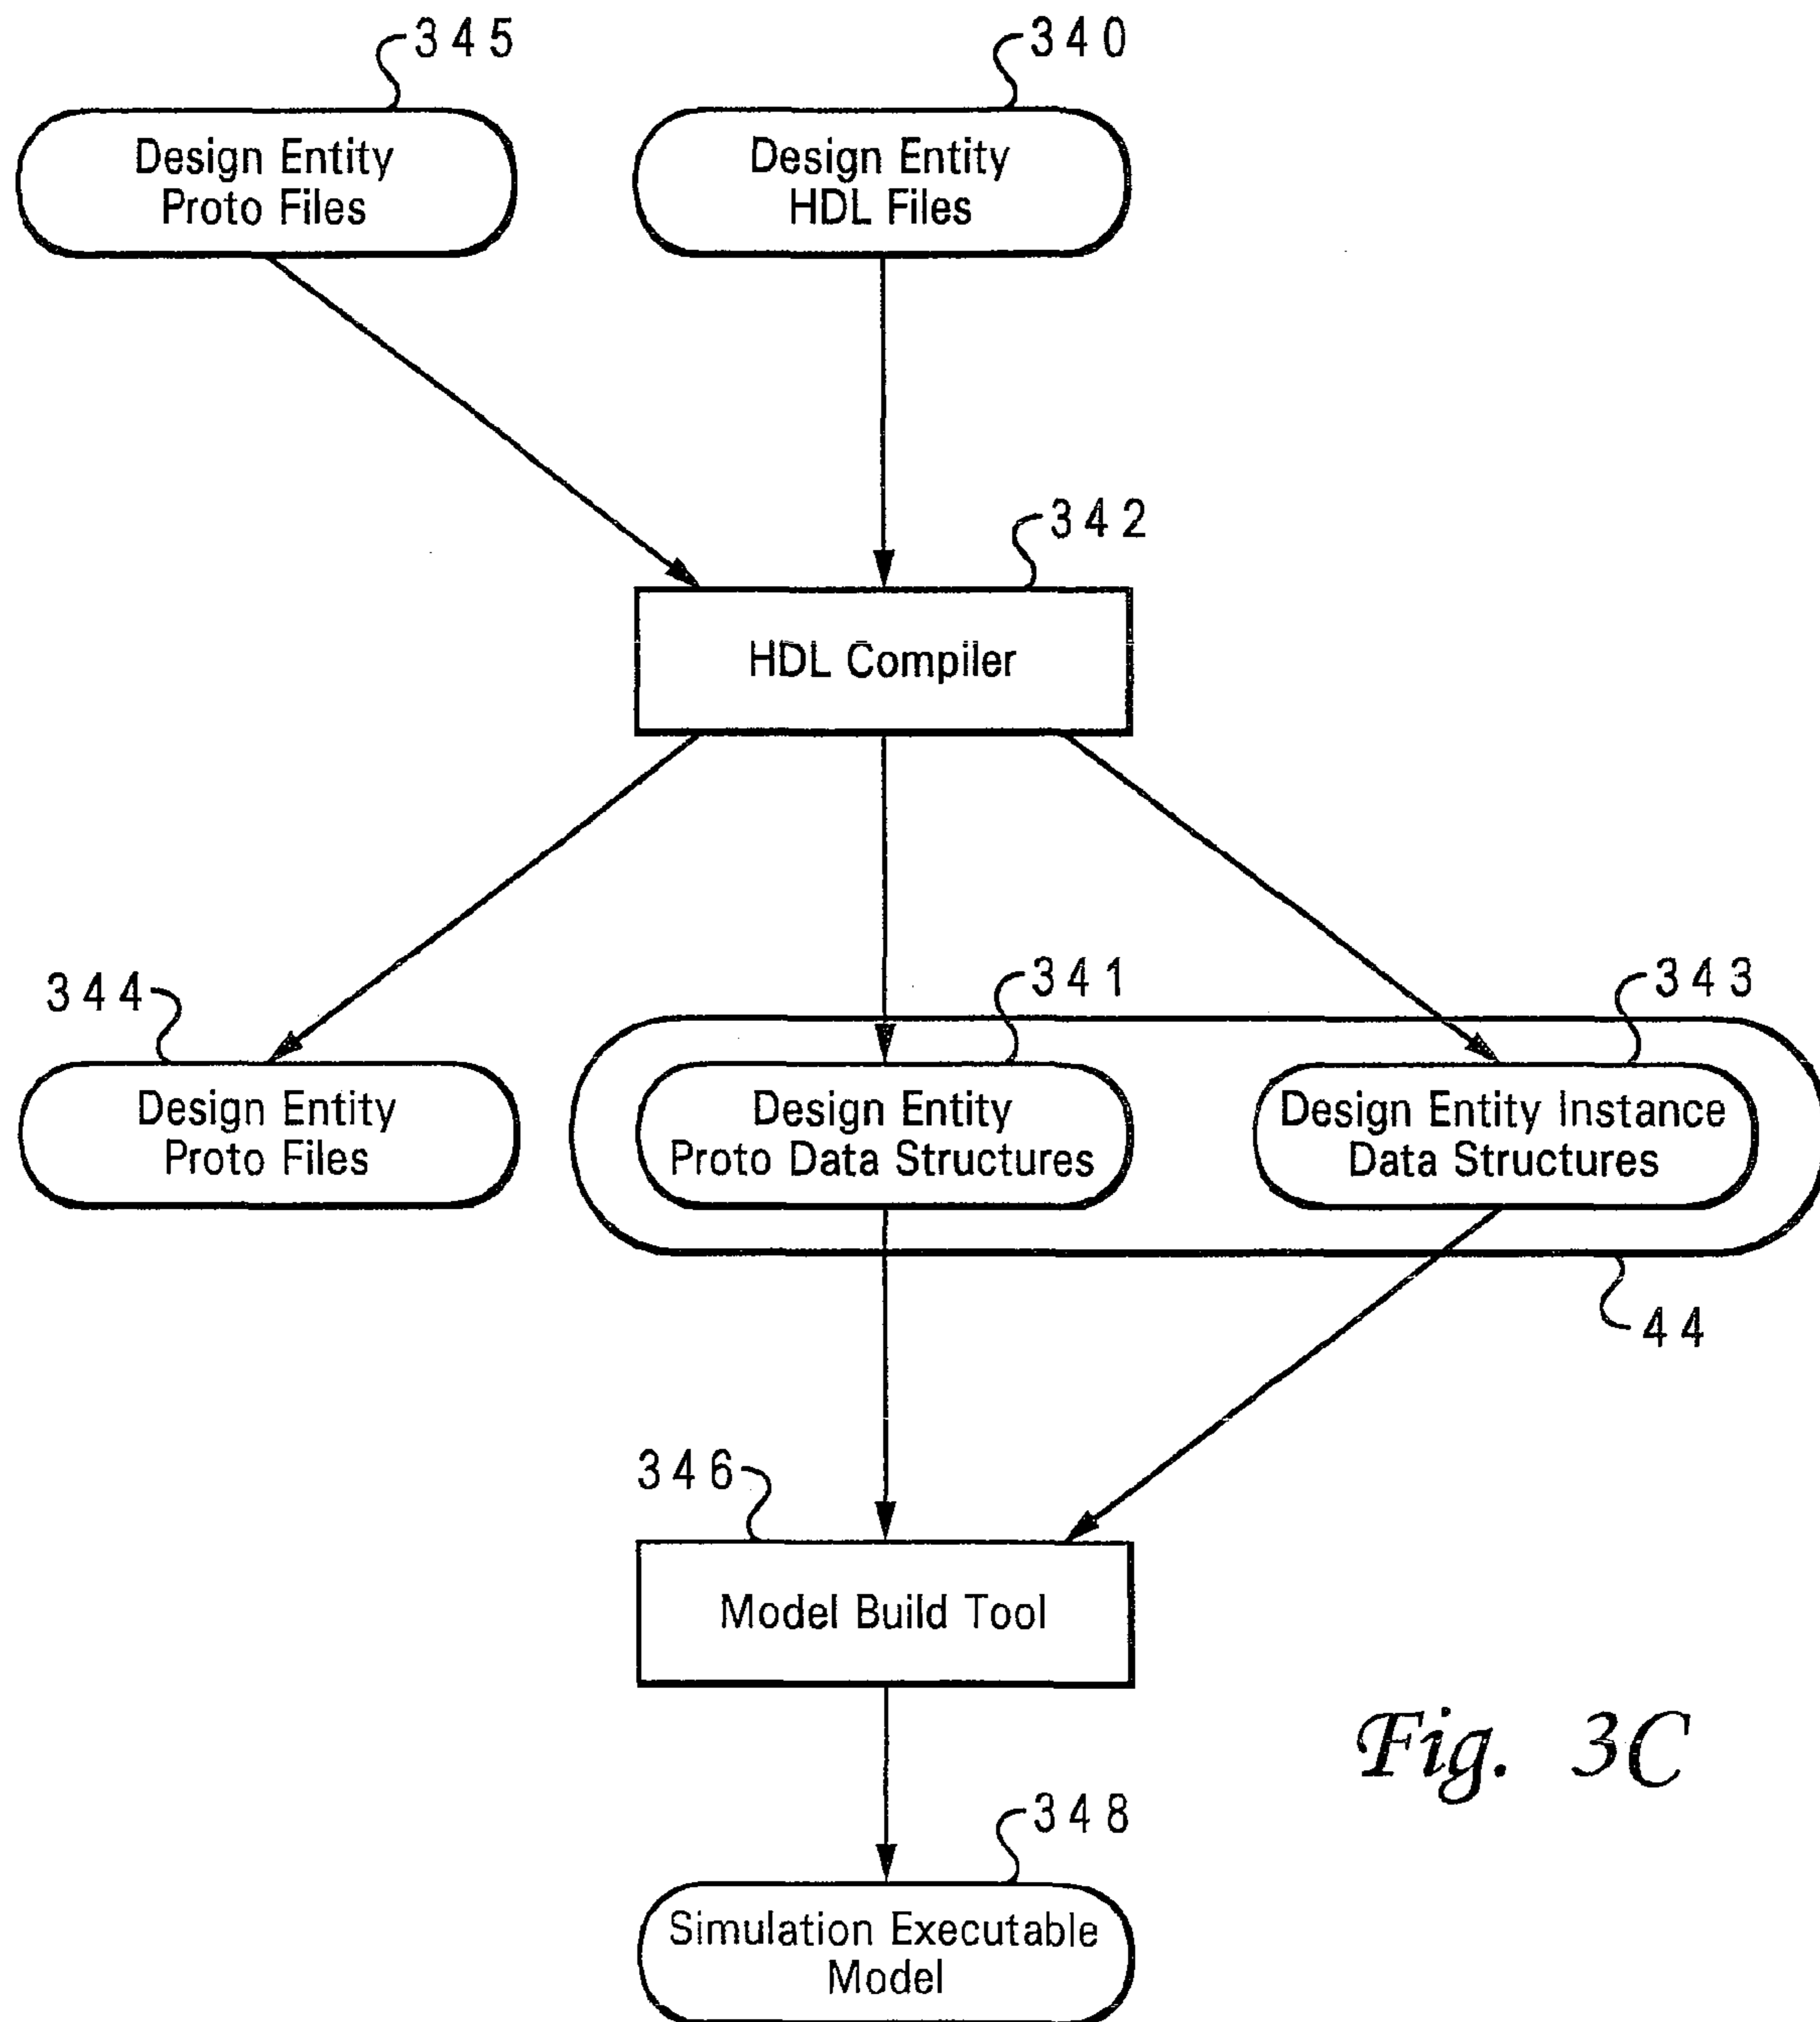 345
340
Design Entity
Proto Files
Design Entity
HDL Files
342
HDL Compiler
344
341
343
Design Entity
Proto Files
Design Entity
Proto Data Structures
Design Entity Instance
Data Structures
44
346
Model Build Tool
Fig. 3C
348
Simulation Executable
Model